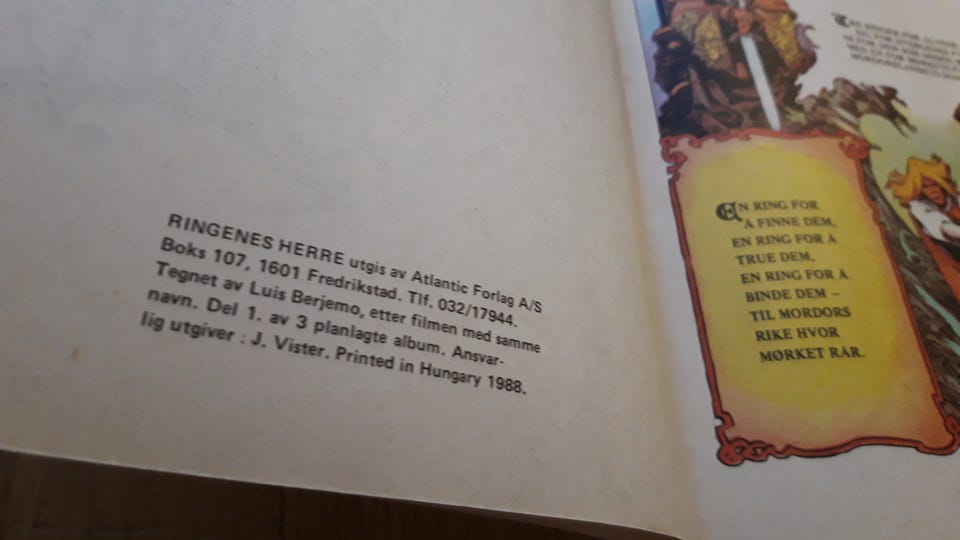 RINGENES HERRE utgis av Atlantic Forlag A/S
Boks 107, 1601 Fredrikstad. Tlf. 032/17944.
Tegnet av Luis Berjemo, etter filmen med samme
navn. Del 1. av 3 planlagte album. Ansvar-
lig utgiver : J. Vister. Printed in Hungary 1988.
EN RING FOR
Å FINNE DEM,
EN RING FOR A
TRUE DEM,
EN RING FOR A
BINDE DEM –
TIL MORDORS
RIKE HVOR
MØRKET RÅR.